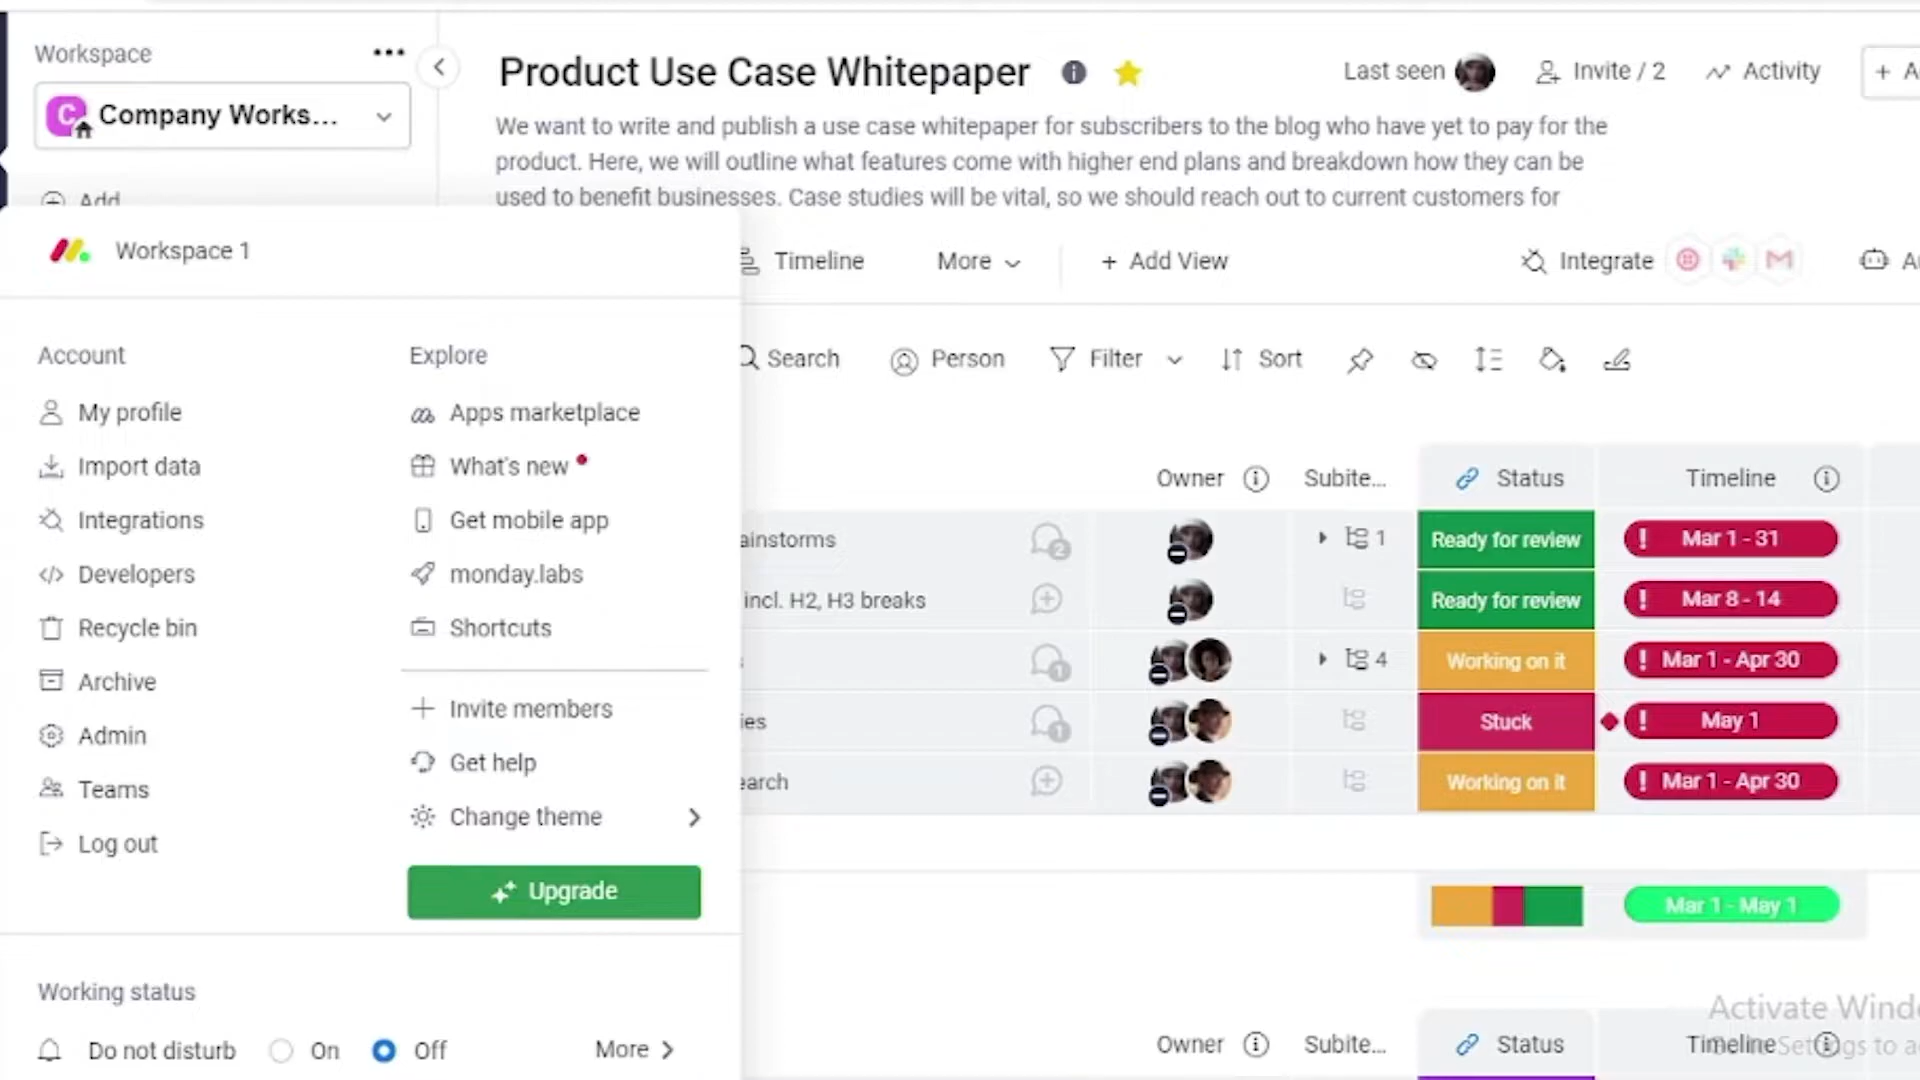 Workspace
C
Company Works...
Add
Product Use Case Whitepaper
Last seen
Invite / 2
Activity
+
We want to write and publish a use case whitepaper for subscribers to the blog who have yet to pay for the
product. Here, we will outline what features come with higher end plans and breakdown how they can be
used to benefit businesses. Case studies will be vital, so we should reach out to current customers for
Workspace 1
Timeline
More
+ Add View
Integrate
Account
My profile
Import data
Integrations
Developers
Recycle bin
Archive
Admin
Teams
Log out
Explore
Apps marketplace
What's new
Get mobile app
monday.labs
Shortcuts
Invite members
Get help
Change theme
Upgrade
Working status
Do not disturb
On
Off
More
Search
Person
Filter
Sort
Owner
Subite...
Status
Timeline
ainstorms
2
1
Ready for review
! Mar 1 - 31
incl. H2, H3 breaks
Ready for review
! Mar 8 - 14
1
4
Working on it
! Mar 1 - Apr 30
ies
1
Stuck
! May 1
earch
Working on it
! Mar 1 - Apr 30
Mar 1 - May 1
Owner
Subite...
Status
Timeline
Activate Windo